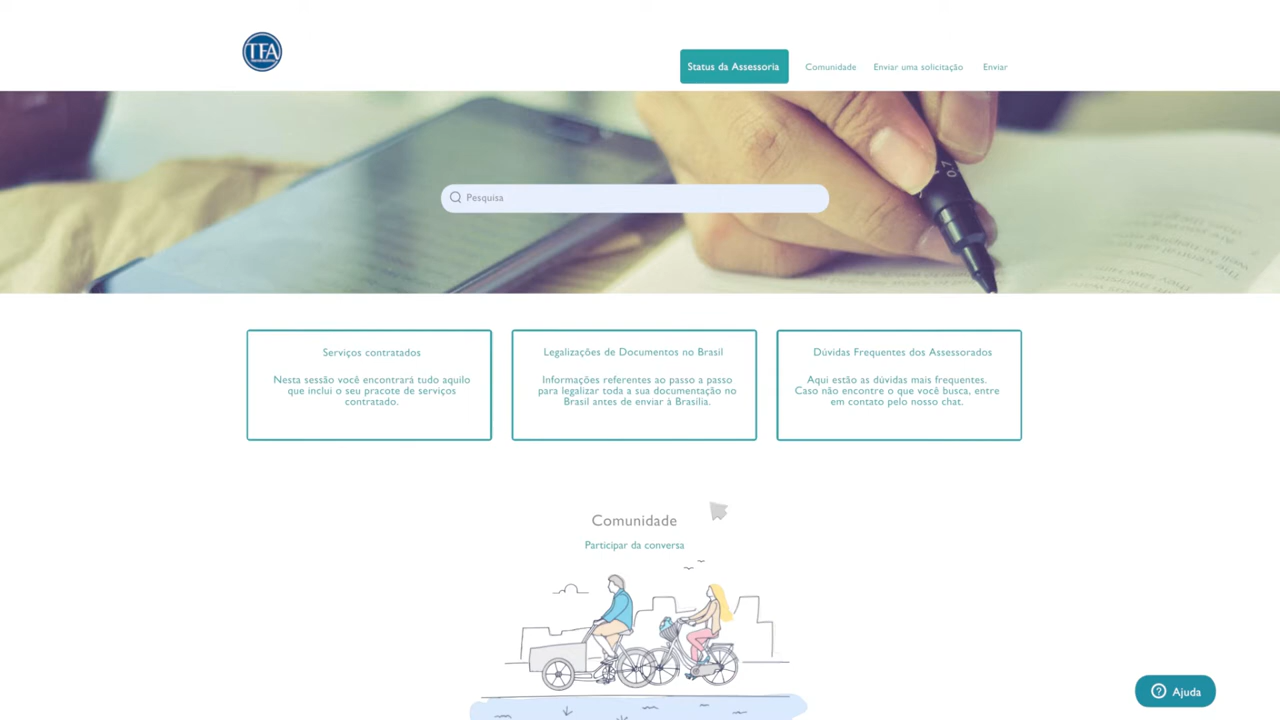 TFA
Status da Assessoria
Comunidade
Enviar uma solicitação
Enviar
Pesquisa
0.7
Serviços contratados
Nesta sessão você encontrará tudo aquilo
que inclui o seu pracote de serviços
contratado.
Legalizações de Documentos no Brasil
Informações referentes ao passo a passo
para legalizar toda a sua documentação no
Brasil antes de enviar à Brasília.
Dúvidas Frequentes dos Assessorados
Aqui estão as dúvidas mais frequentes.
Caso não encontre o que você busca, entre
em contato pelo nosso chat.
Comunidade
Participar da conversa
Ajuda